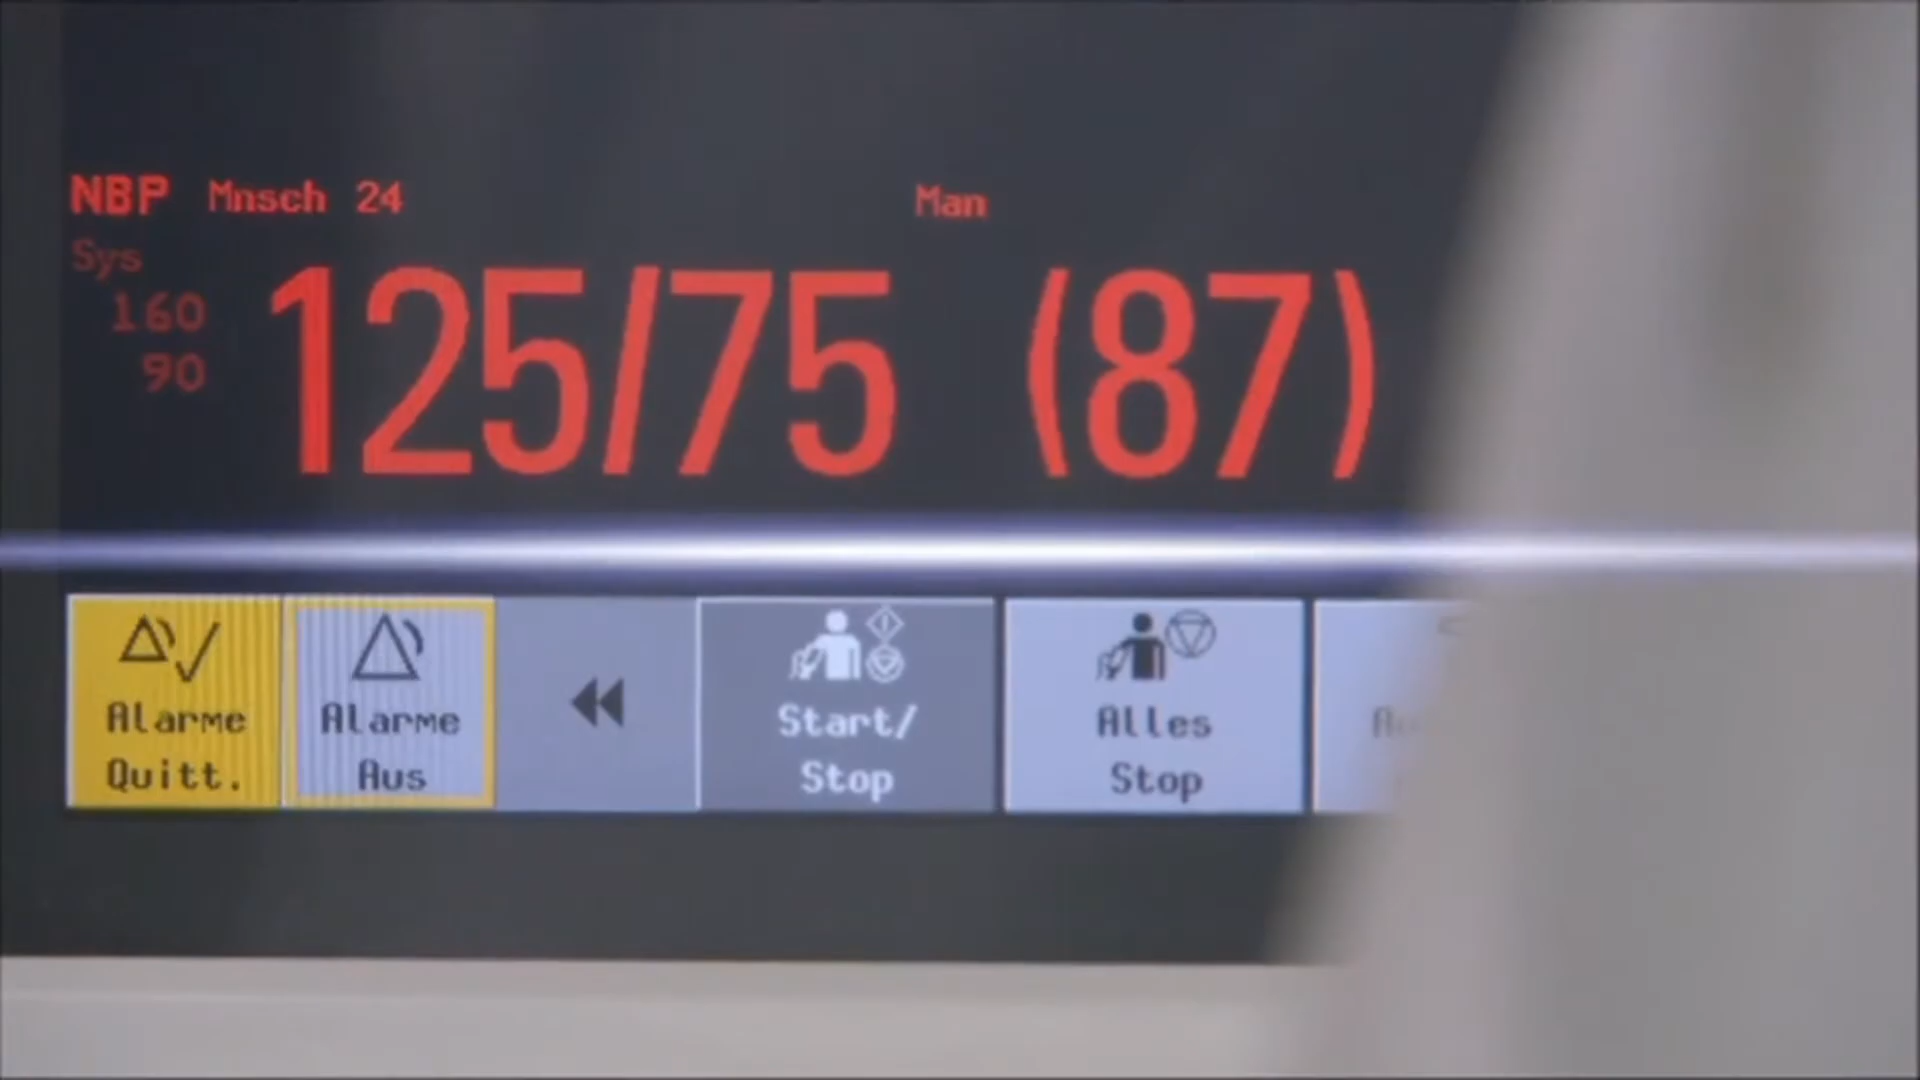 NBP Mnsch 24 Man
Sys
160
90
125/75 (87)
Alarme
Quitt.
Alarme
Aus
Start/
Stop
Alles
Stop